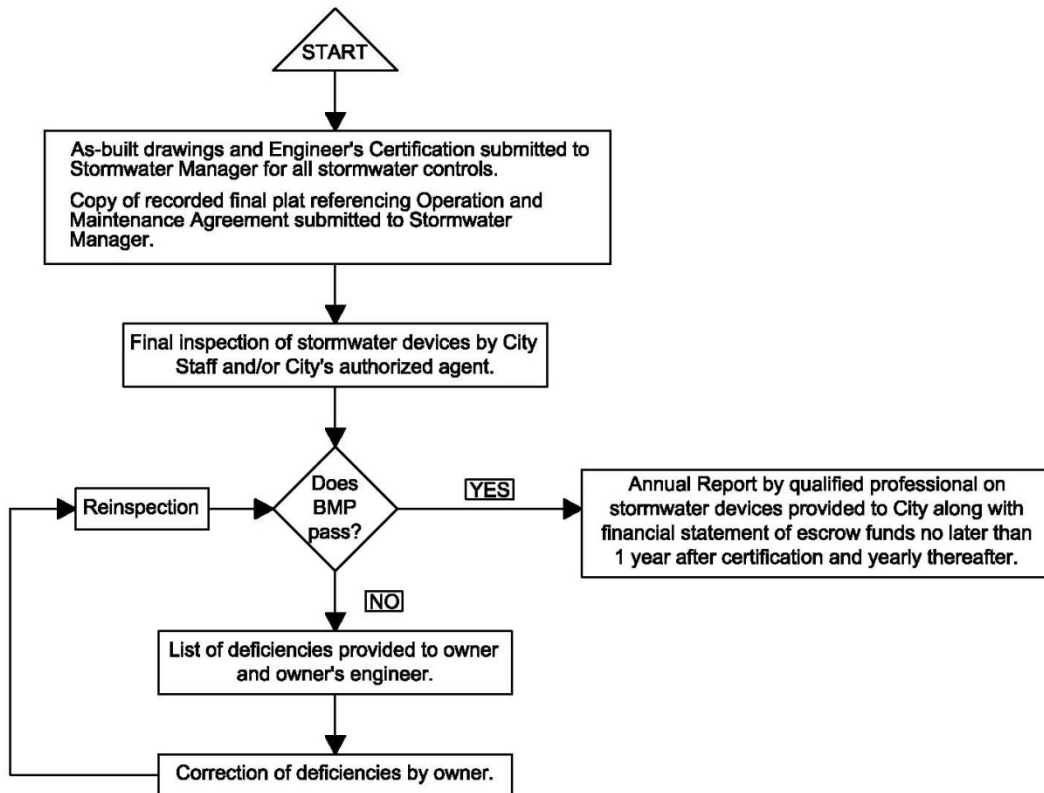 START
As-built drawings and Engineer's Certification submitted to
Stormwater Manager for all stormwater controls.
Copy of recorded final plat referencing Operation and
Maintenance Agreement submitted to Stormwater
Manager.
Final inspection of stormwater devices by City
Staff and/or City's authorized agent.
Does
BMP
pass?
Reinspection
YES
Annual Report by qualified professional on
stormwater devices provided to City along with
financial statement of escrow funds no later than
1 year after certification and yearly thereafter.
NO
List of deficiencies provided to owner
and owner's engineer.
Correction of deficiencies by owner.